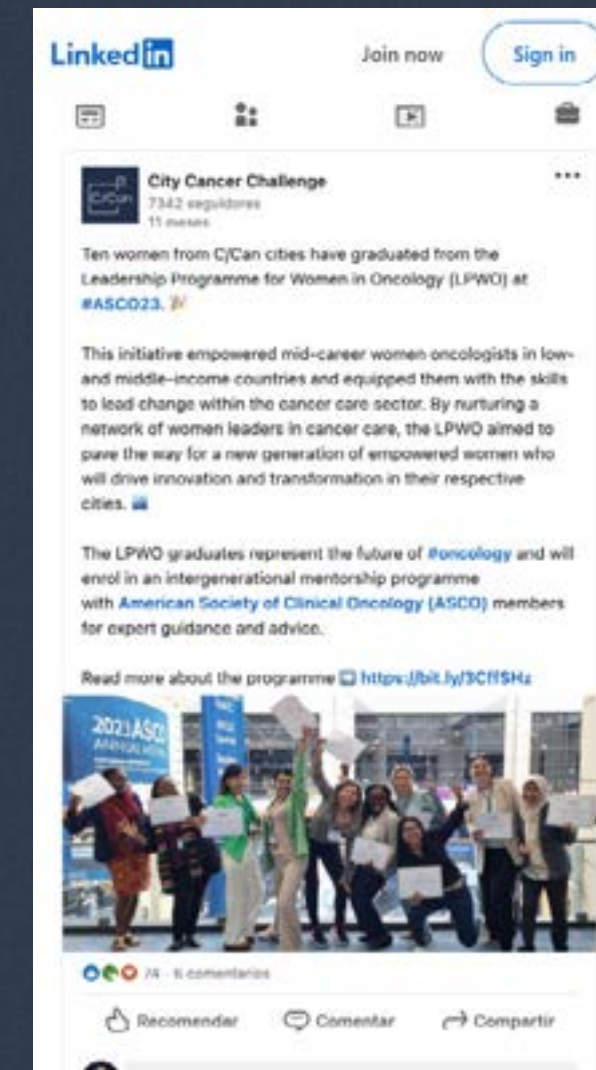 LinkedIn
Join now
Sign in
C/Can
City Cancer Challenge
7342 seguidores
11 meses
Ten women from C/Can cities have graduated from the
Leadership Programme for Women in Oncology (LPWO) at
#ASCO23.
This initiative empowered mid-career women oncologists in low-
and middle-income countries and equipped them with the skills
to lead change within the cancer care sector. By nurturing a
network of women leaders in cancer care, the LPWO aimed to
pave the way for a new generation of empowered women who
will drive innovation and transformation in their respective
cities.
The LPWO graduates represent the future of #oncology and will
enrol in an intergenerational mentorship programme
with American Society of Clinical Oncology (ASCO) members
for expert guidance and advice.
Read more about the programme
2023 ASCO
ANNUAL
74 · 6 comentarios
Recomendar
Comentar
Compartir